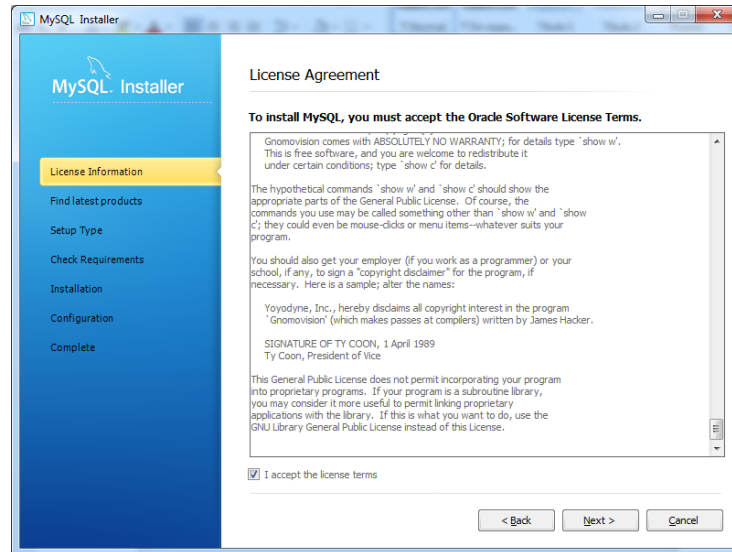 MySQL Installer
MySQL. Installer
License Information
Find latest products
Setup Type
Check Requirements
Installation
Configuration
Complete
License Agreement
To install MySQL, you must accept the Oracle Software License Terms.
Gnomovision comes with ABSOLUTELY NO WARRANTY; for details type `show w'.
This is free software, and you are welcome to redistribute it
under certain conditions; type `show c' for details.
The hypothetical commands `show w' and `show c' should show the
appropriate parts of the General Public License. Of course, the
commands you use may be called something other than `show w' and `show
c'; they could even be mouse-clicks or menu items--whatever suits your
program.
You should also get your employer (if you work as a programmer) or your
school, if any, to sign a "copyright disclaimer" for the program, if
necessary. Here is a sample; alter the names:
Yoyodyne, Inc., hereby disclaims all copyright interest in the program
`Gnomovision' (which makes passes at compilers) written by James Hacker.
SIGNATURE OF TY COON, 1 April 1989
Ty Coon, President of Vice
This General Public License does not permit incorporating your program
into proprietary programs. If your program is a subroutine library,
you may consider it more useful to permit linking proprietary
applications with the library. If this is what you want to do, use the
GNU Library General Public License instead of this License.
I accept the license terms
< Back
Next >
Cancel